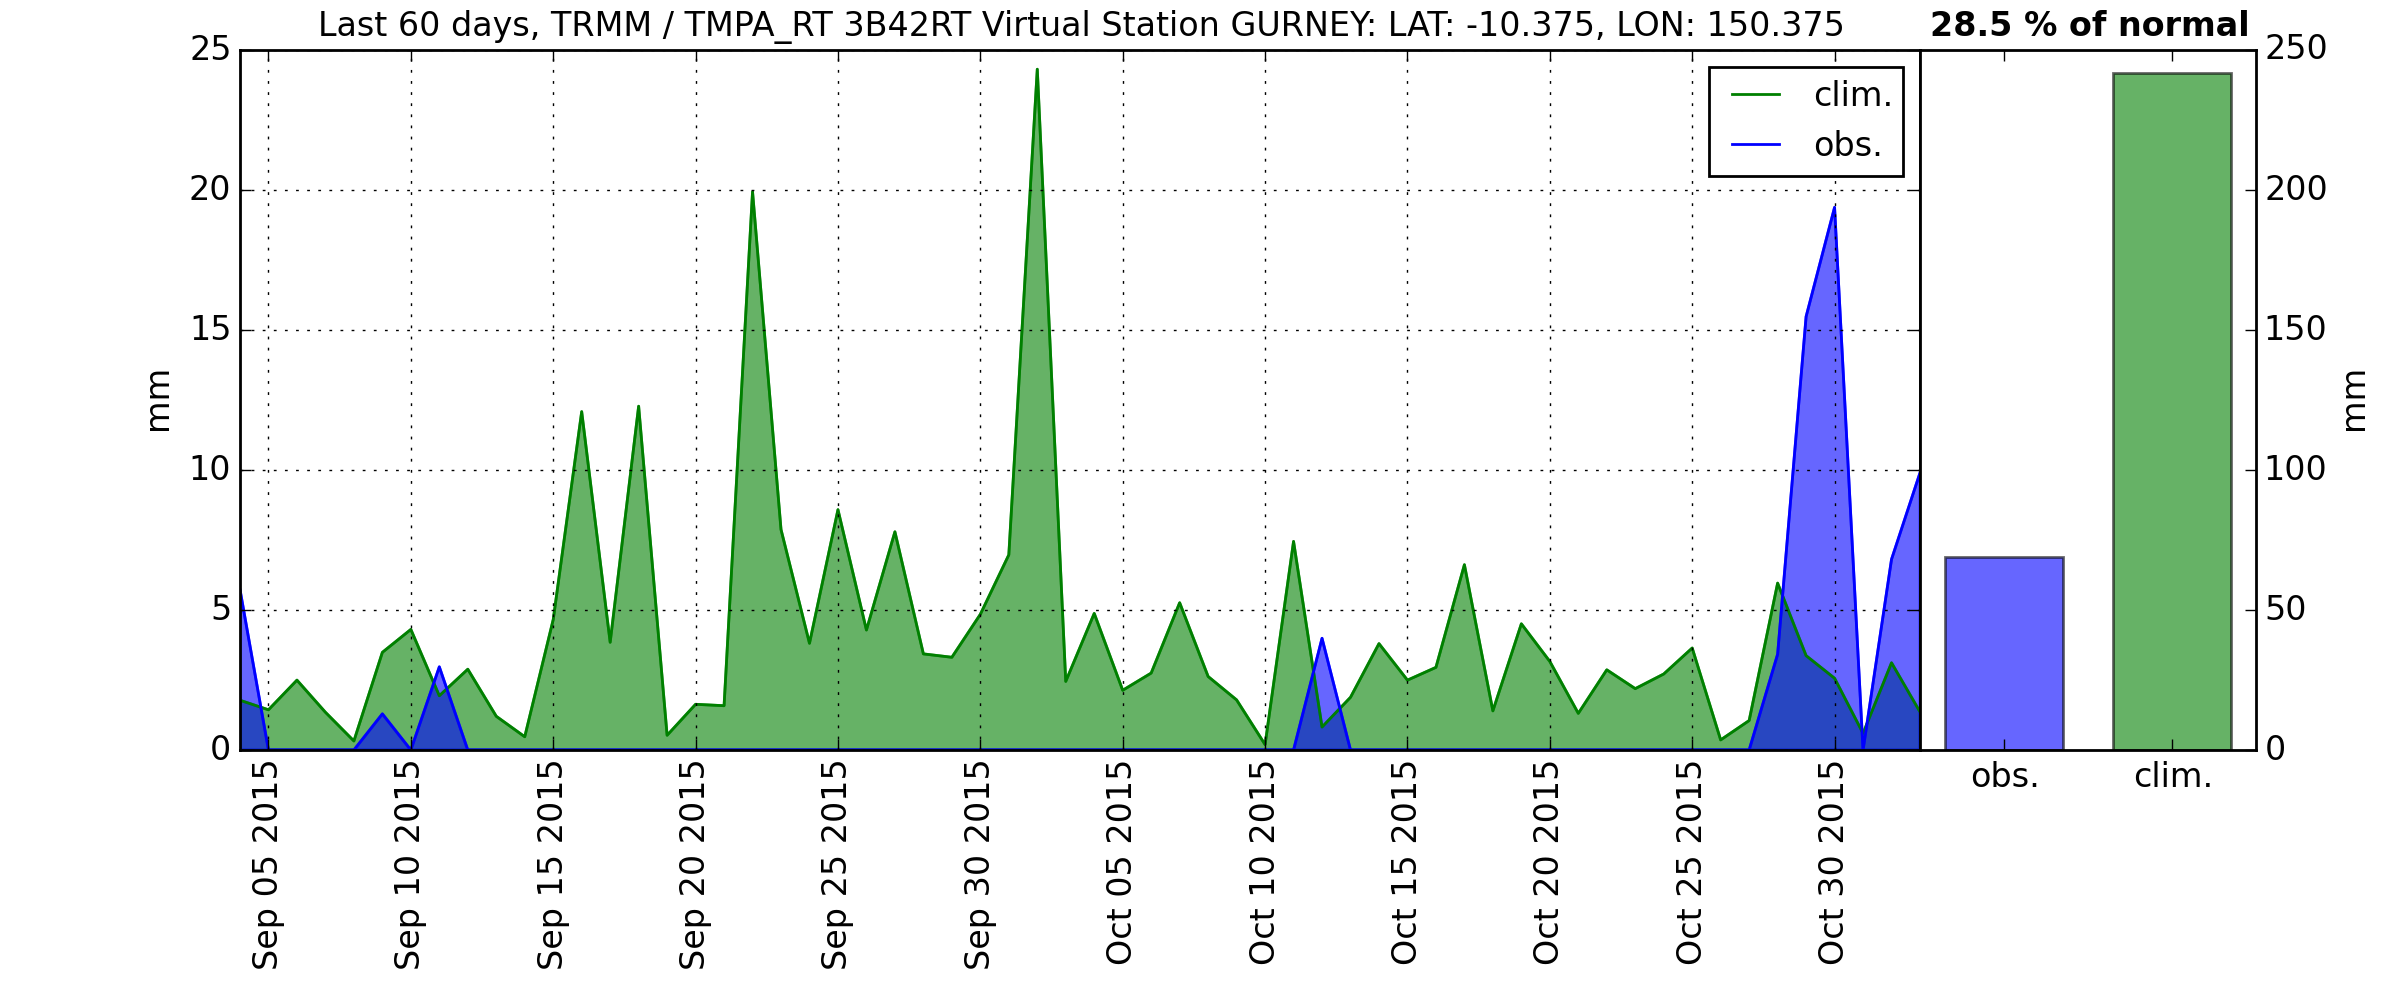 Last 60 days, TRMM / TMPA_RT 3B42RT Virtual Station GURNEY: LAT: -10.375, LON: 150.375
28.5 % of normal
25
20
15
10
5
0
mm
clim.
obs.
250
200
150
100
50
0
mm
Sep 05 2015
Sep 10 2015
Sep 15 2015
Sep 20 2015
Sep 25 2015
Sep 30 2015
Oct 05 2015
Oct 10 2015
Oct 15 2015
Oct 20 2015
Oct 25 2015
Oct 30 2015
obs.
clim.